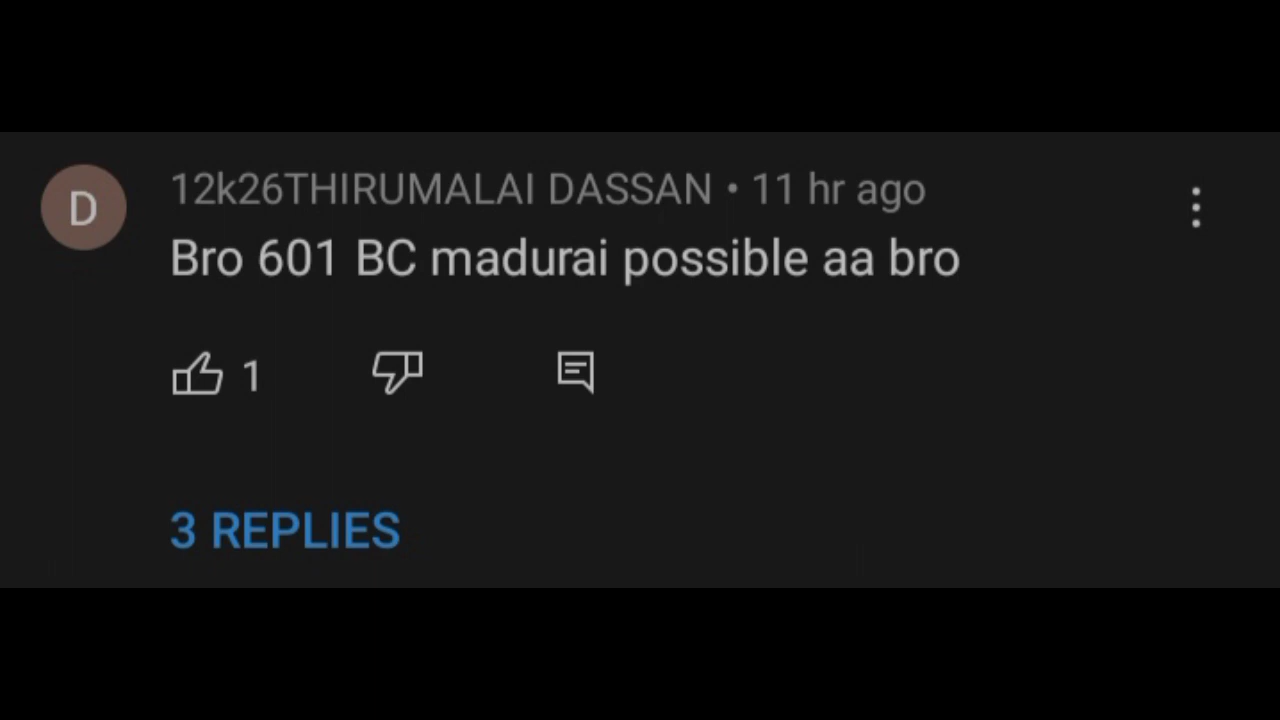 D
12k26THIRUMALAI DASSAN • 11 hr ago
Bro 601 BC madurai possible aa bro
1
3 REPLIES